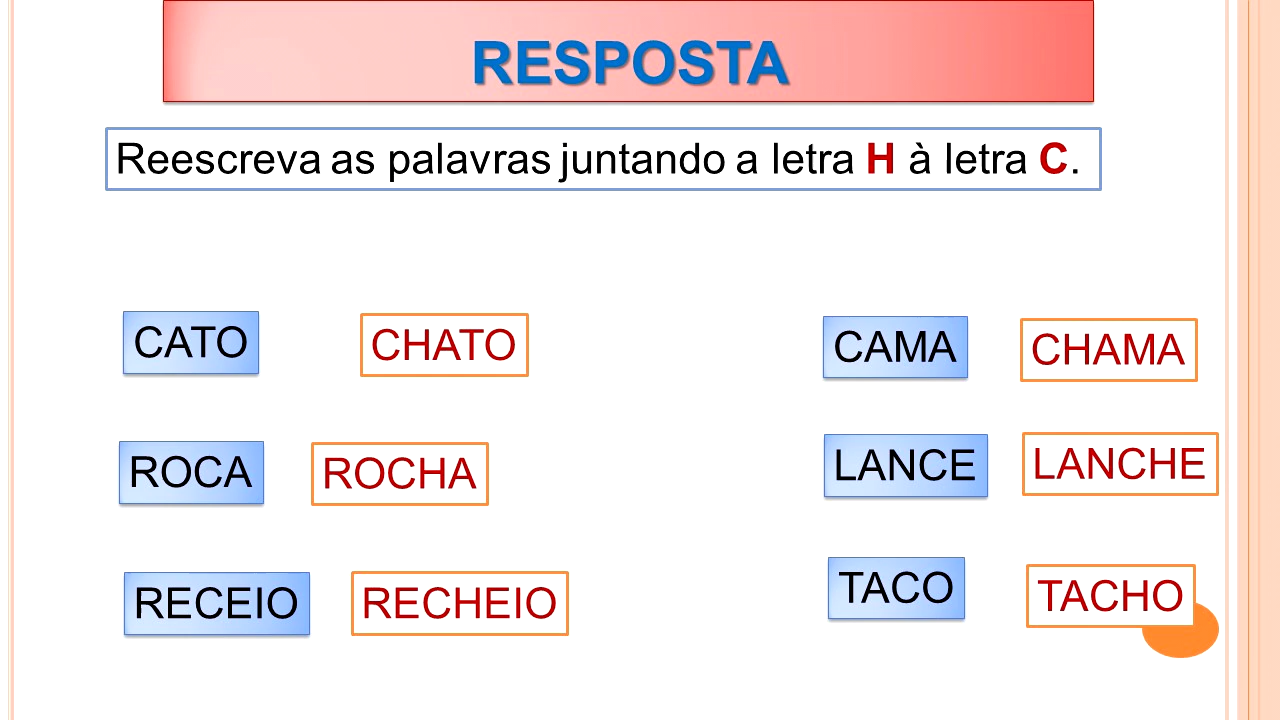 RESPOSTA
Reescreva as palavras juntando a letra H à letra C.
CATO CHATO CAMA CHAMA
ROCA ROCHA LANCE LANCHE
RECEIO RECHEIO TACO TACHO